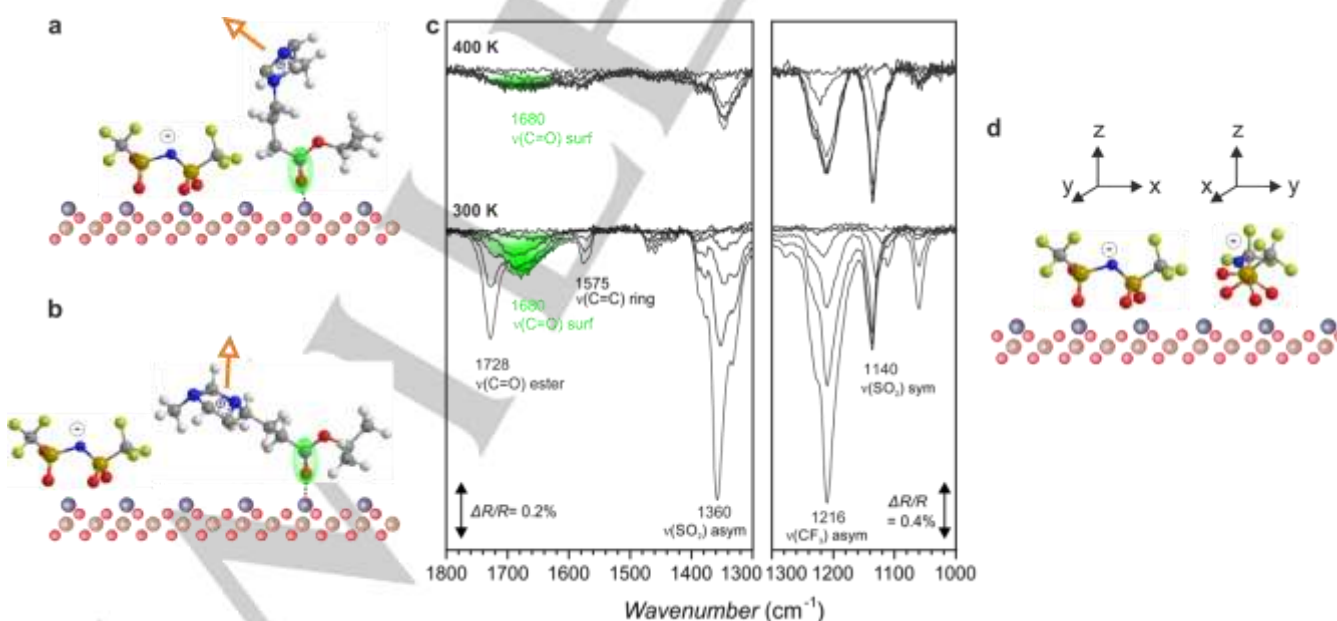 a
b
c
400 K
1680
ν(C=O) surf
300 K
1575
ν(C=C) ring
1680
ν(C=O) surf
1728
ν(C=O) ester
ΔR/R= 0.2%
1360
ν(SO₂) asym
1140
ν(SO₂) sym
1216
ν(CF₃) asym
ΔR/R
= 0.4%
1800 1700 1600 1500 1400 1300
1300 1200 1100 1000
Wavenumber (cm⁻¹)
d
z z
y x x y